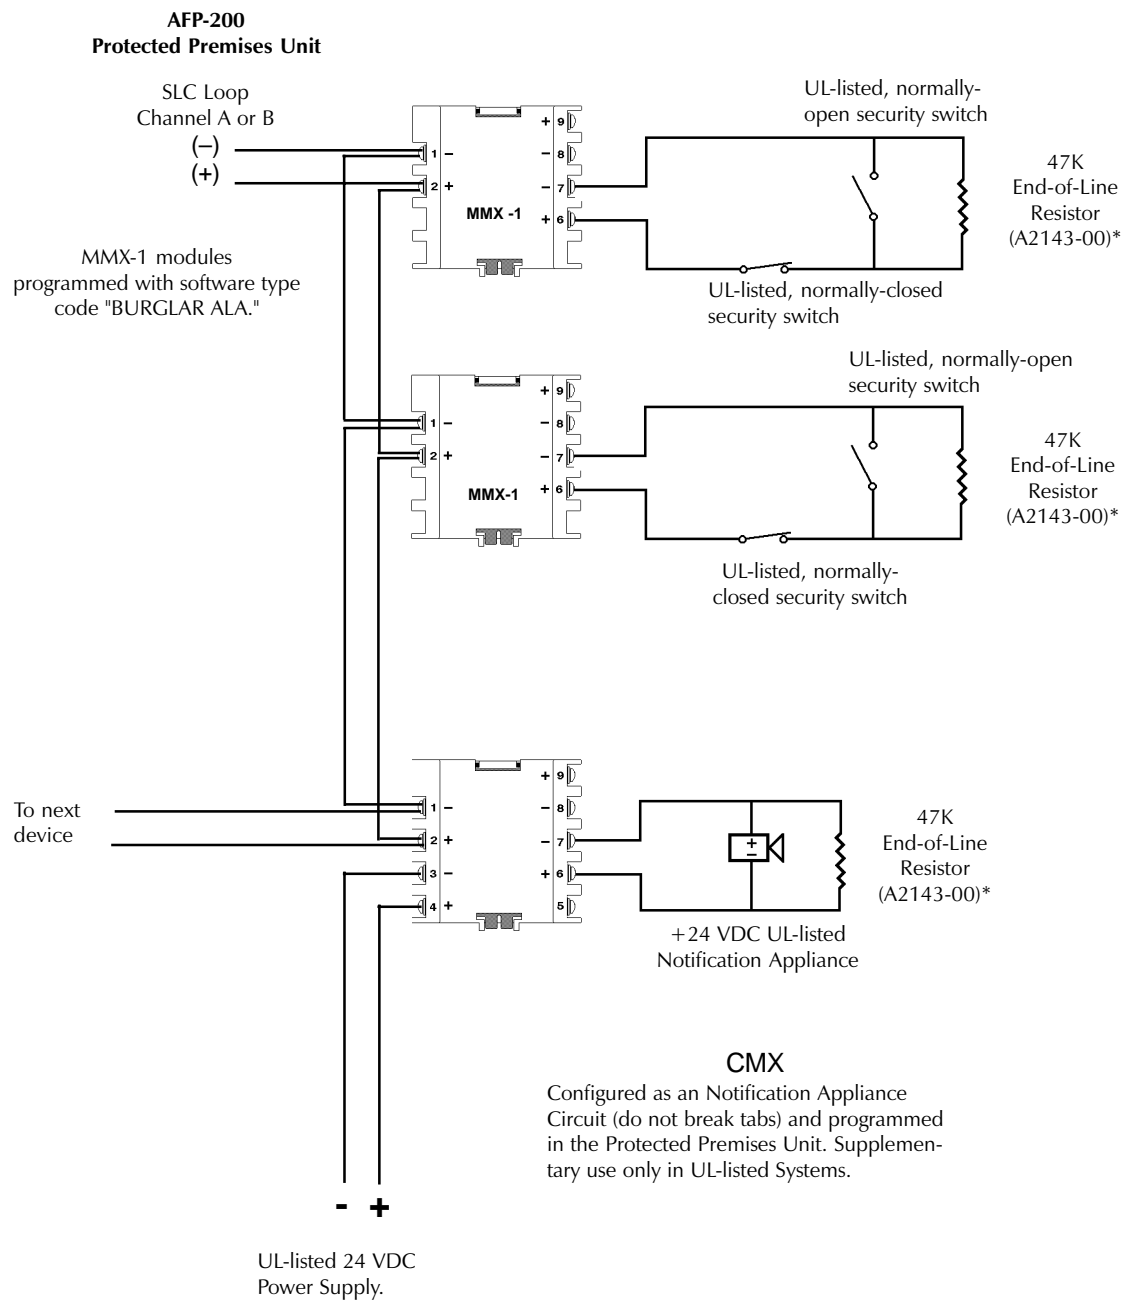 AFP-200
Protected Premises Unit
SLC Loop
Channel A or B
(–)
(+)
MMX-1 modules
programmed with software type
code "BURGLAR ALA."
1 –
2 +
+ 9
– 8
– 7
+ 6
MMX -1
UL-listed, normally-
open security switch
47K
End-of-Line
Resistor
(A2143-00)*
UL-listed, normally-closed
security switch
1 –
2 +
+ 9
– 8
– 7
+ 6
MMX-1
UL-listed, normally-open
security switch
47K
End-of-Line
Resistor
(A2143-00)*
UL-listed, normally-
closed security switch
To next
device
1 –
2 +
3 –
4 +
+ 9
– 8
– 7
+ 6
5
+
–
47K
End-of-Line
Resistor
(A2143-00)*
+24 VDC UL-listed
Notification Appliance
CMX
Configured as an Notification Appliance
Circuit (do not break tabs) and programmed
in the Protected Premises Unit. Supplemen-
tary use only in UL-listed Systems.
- +
UL-listed 24 VDC
Power Supply.